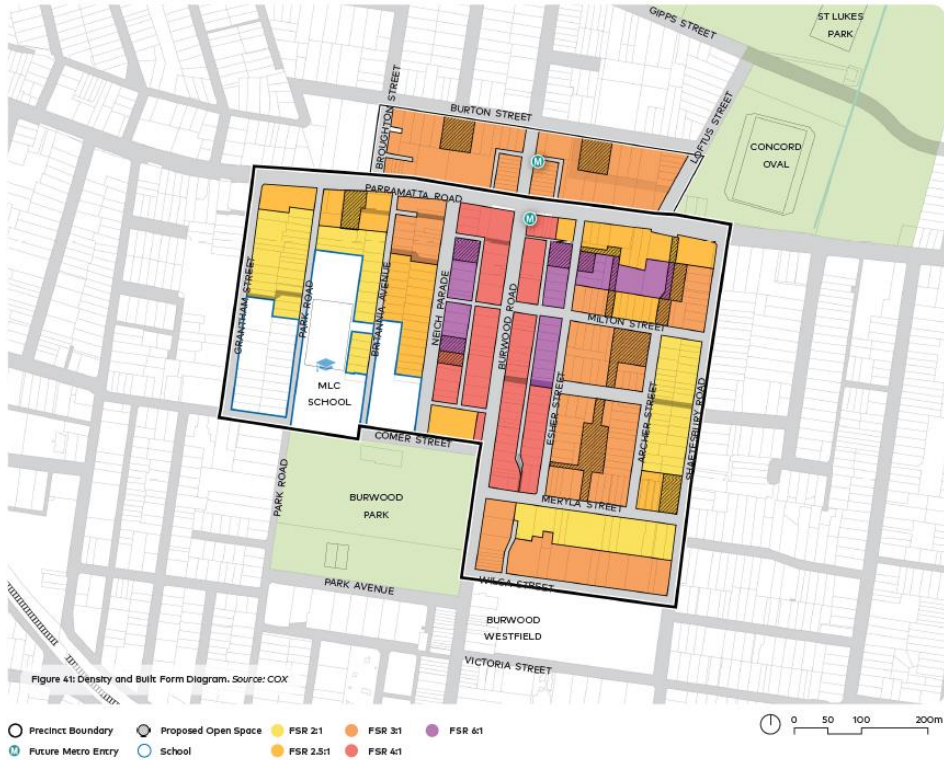 GIPPS STREET
ST LUKES
PARK
BROUGHTON STREET
BURTON STREET
LOFTUS STREET
CONCORD
OVAL
M
PARRAMATTA ROAD
M
GRANTHAM STREET
PARK ROAD
BRITANNIA AVENUE
NEICH PARADE
BURWOOD ROAD
MILTON STREET
MLC
SCHOOL
ESHER STREET
ARCHER STREET
SHAFTESBURY ROAD
COMER STREET
PARK ROAD
BURWOOD
PARK
MERYLA STREET
PARK AVENUE
WILGA STREET
BURWOOD
WESTFIELD
VICTORIA STREET
Figure 41: Density and Built Form Diagram. Source: COX
Precinct Boundary
Proposed Open Space
FSR 2:1
FSR 3:1
FSR 6:1
M Future Metro Entry
School
FSR 2.5:1
FSR 4:1
0 50 100 200m